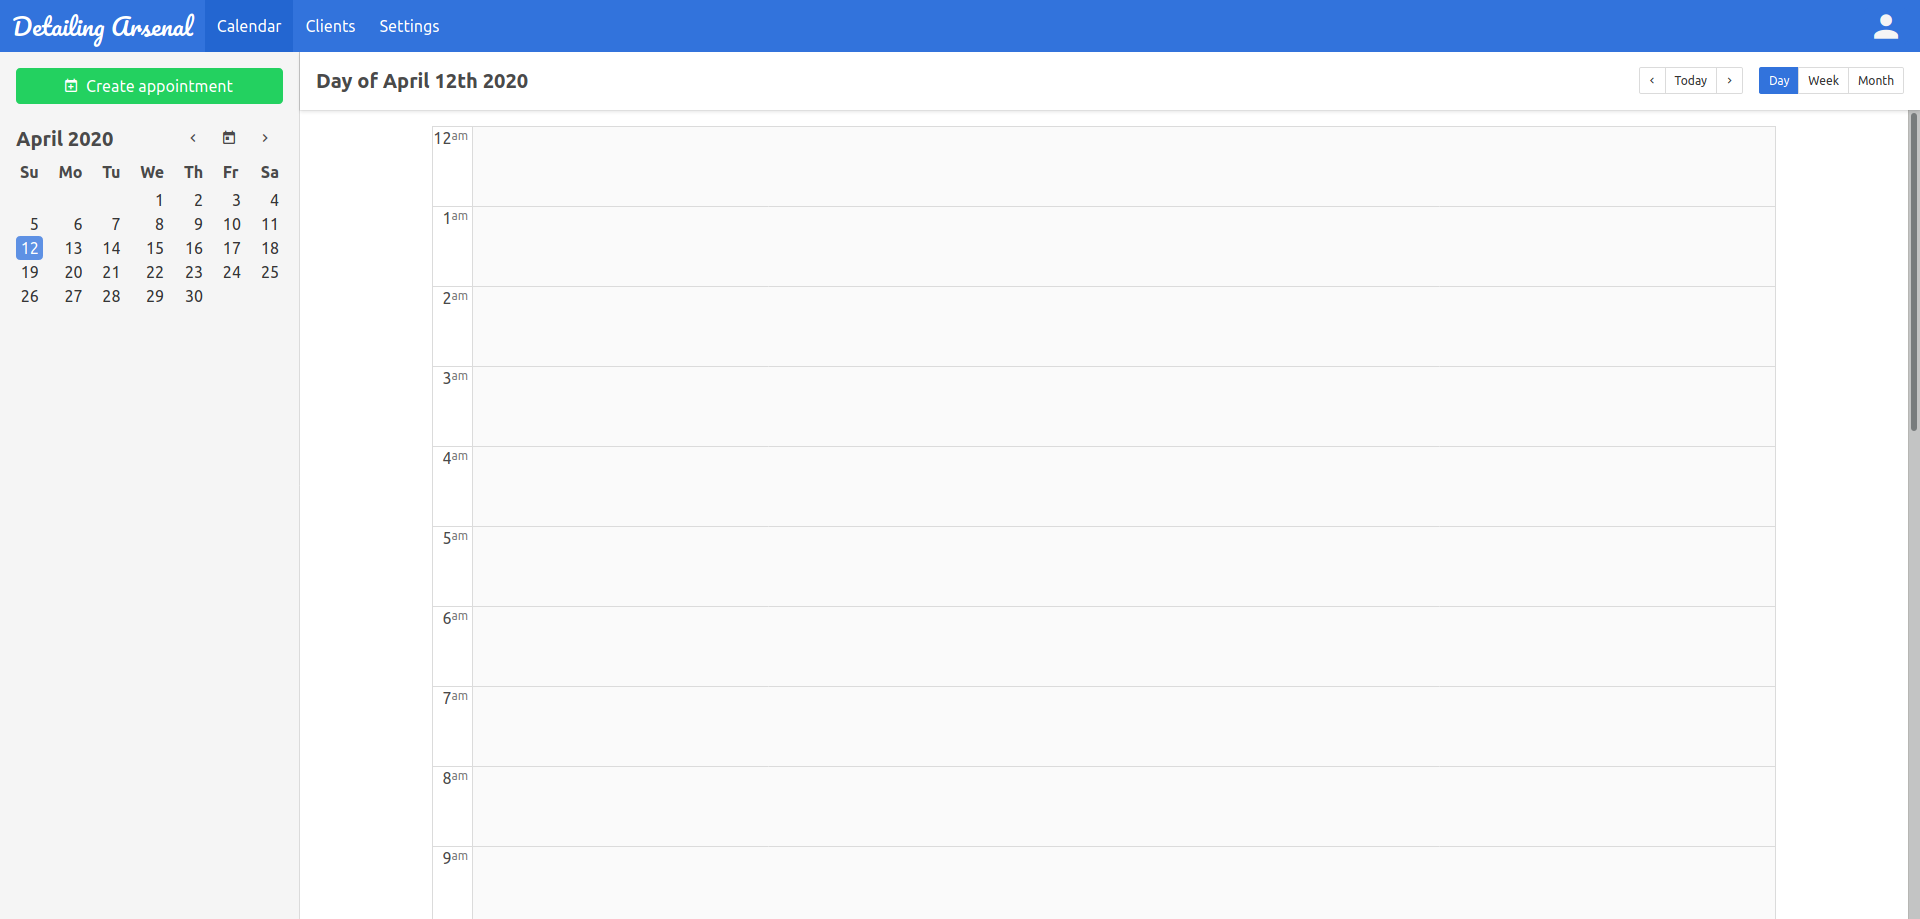 Detailing Arsenal Calendar Clients Settings
Create appointment
April 2020
Su Mo Tu We Th Fr Sa
1 2 3 4
5 6 7 8 9 10 11
12 13 14 15 16 17 18
19 20 21 22 23 24 25
26 27 28 29 30
Day of April 12th 2020
Today Day Week Month
12am
1am
2am
3am
4am
5am
6am
7am
8am
9am